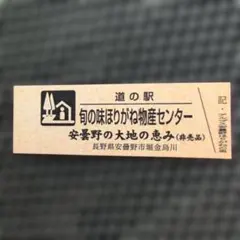 道の駅
旬の味ほりがね物産センター
安曇野の大地の恵み(非売品)
長野県安曇野市堀金烏川
記・